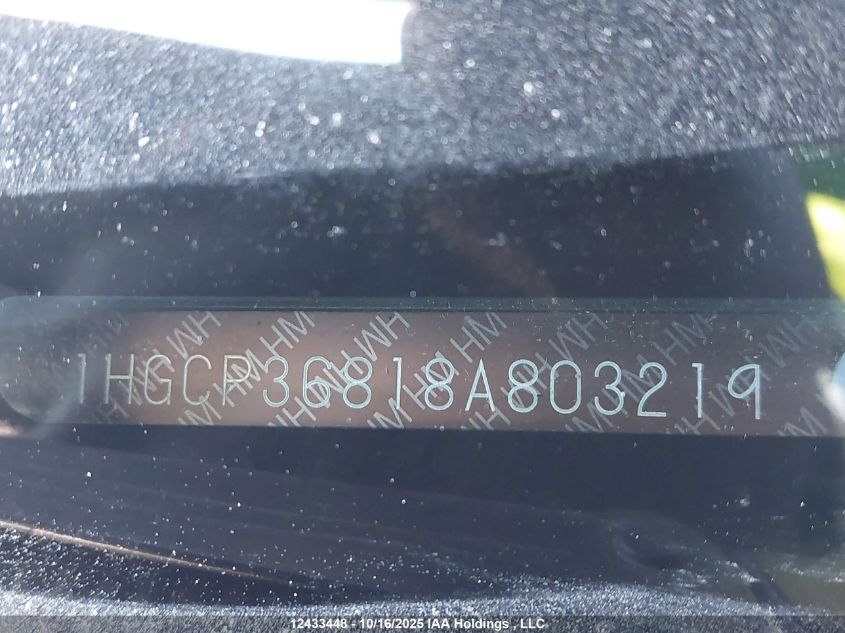 1HGCP36818A803219
12433448 - 10/16/2025 IAA Holdings , LLC